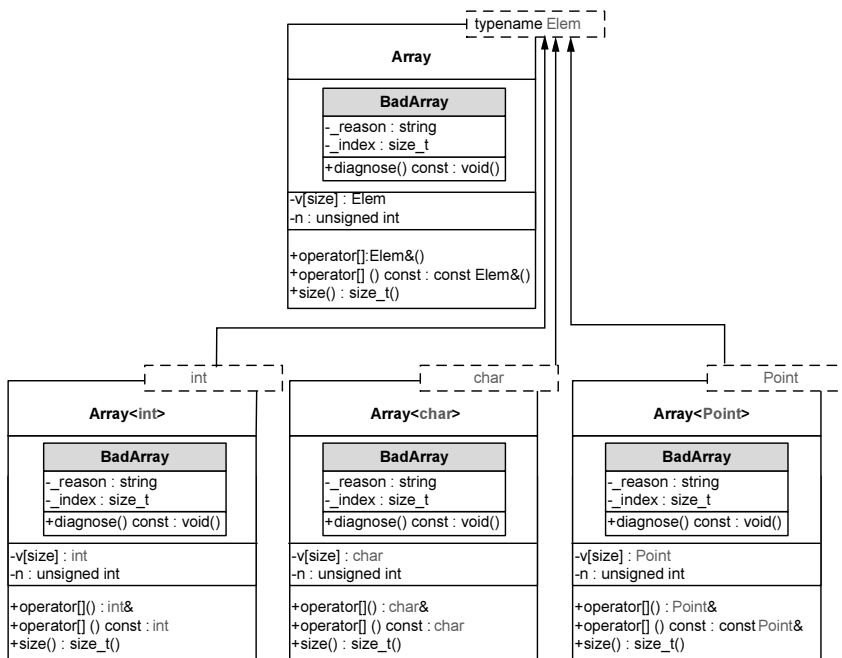 typename Elem
Array
BadArray
-_reason : string
-_index : size_t
+diagnose() const : void()
-v[size] : Elem
-n : unsigned int
+operator[]:Elem&()
+operator[] () const : const Elem&()
+size() : size_t()
int
Array<int>
BadArray
-_reason : string
-_index : size_t
+diagnose() const : void()
-v[size] : int
-n : unsigned int
+operator[]() : int&
+operator[] () const : int
+size() : size_t()
char
Array<char>
BadArray
-_reason : string
-_index : size_t
+diagnose() const : void()
-v[size] : char
-n : unsigned int
+operator[]() : char&
+operator[] () const : char
+size() : size_t()
Point
Array<Point>
BadArray
-_reason : string
-_index : size_t
+diagnose() const : void()
-v[size] : Point
-n : unsigned int
+operator[]() : Point&
+operator[] () const : const Point&
+size() : size_t()